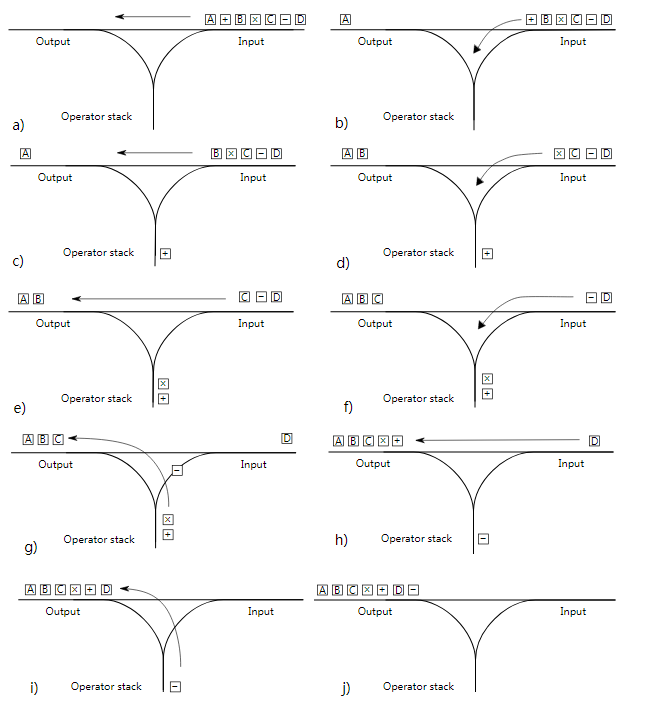 A + B x C − D
A
+ B x C − D
Output Input
Output Input
Operator stack
Operator stack
a)
b)
A
B x C − D
A B
x C − D
Output Input
Output Input
Operator stack +
Operator stack +
c)
d)
A B
C − D
A B C
− D
Output Input
Output Input
x
x
Operator stack +
Operator stack +
e)
f)
A B C
D
A B C x +
D
Output Input
Output Input
−
x
Operator stack +
Operator stack −
g)
h)
A B C x + D
A B C x + D −
Output Input
Output Input
Operator stack −
Operator stack
i)
j)